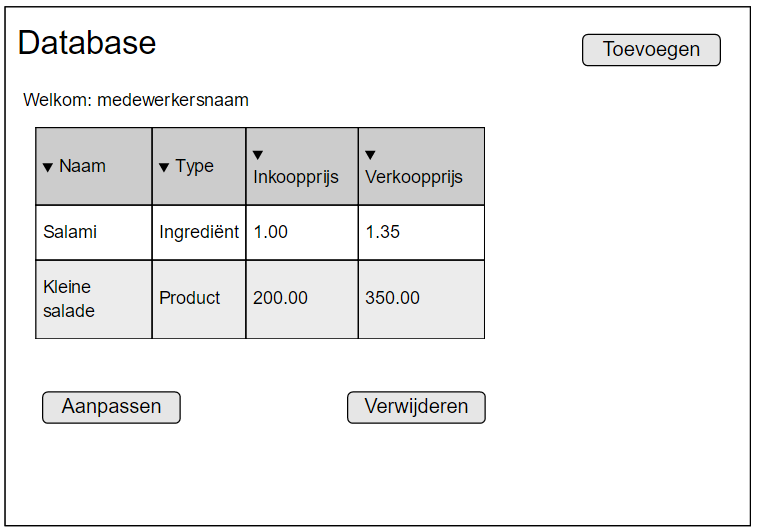 Database
Toevoegen
Welkom: medewerkersnaam
▼ Naam
▼ Type
▼
Inkoopprijs
▼
Verkoopprijs
Salami
Ingrediënt
1.00
1.35
Kleine
salade
Product
200.00
350.00
Aanpassen
Verwijderen